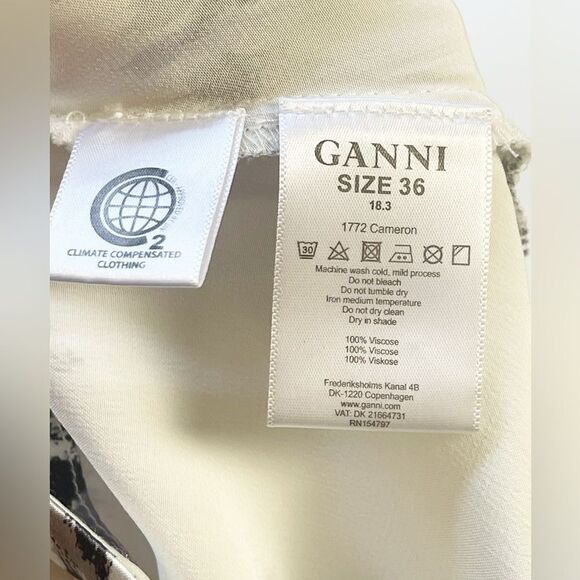 2
CLIMATE COMPENSATED
CLOTHING
GANNI
SIZE 36
18.3
1772 Cameron
30
Machine wash cold, mild process
Do not bleach
Do not tumble dry
Iron medium temperature
Do not dry clean
Dry in shade
100% Viscose
100% Viscose
100% Viskose
Frederiksholms Kanal 4B
DK-1220 Copenhagen
www.ganni.com
VAT: DK 21664731
RN154797